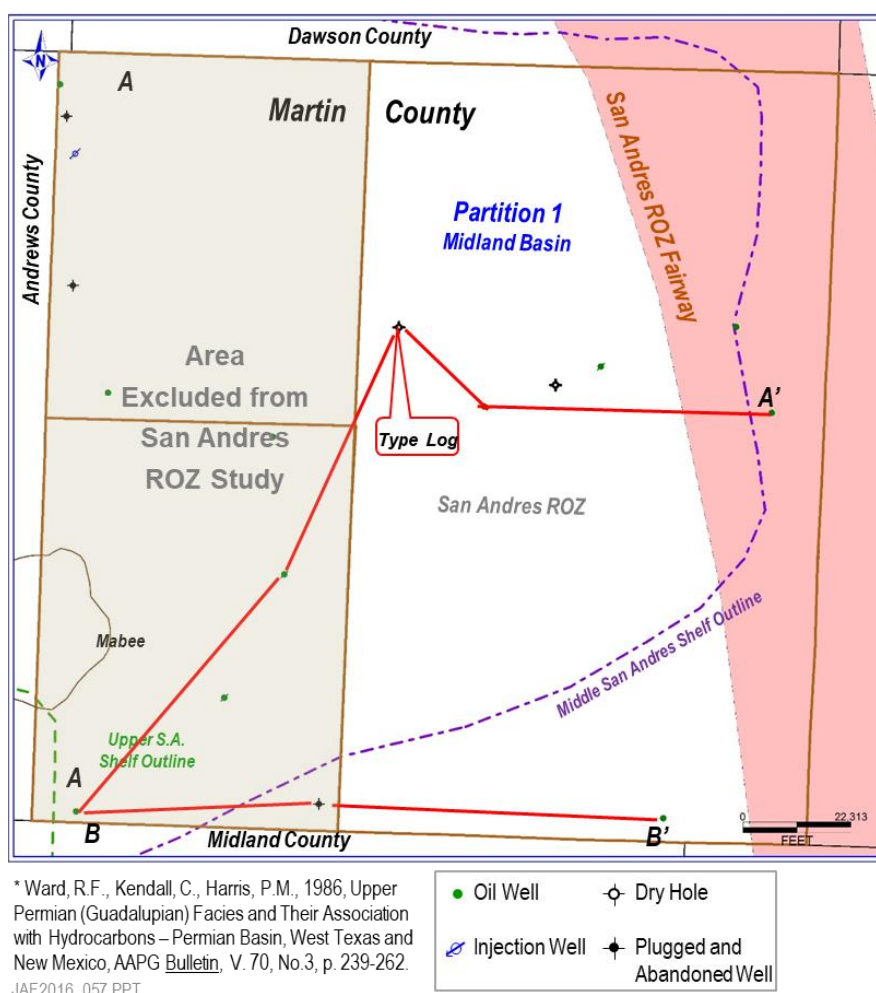 Dawson County
N
A
Martin County
Andrews County
San Andres ROZ Fairway
Partition 1
Midland Basin
Area
Excluded from
San Andres
ROZ Study
A'
Type Log
San Andres ROZ
Mabee
Middle San Andres Shelf Outline
Upper S.A.
Shelf Outline
A
B
Midland County
B'
0 22,313
FEET
* Ward, R.F., Kendall, C., Harris, P.M., 1986, Upper
Permian (Guadalupian) Facies and Their Association
with Hydrocarbons – Permian Basin, West Texas and
New Mexico, AAPG Bulletin, V. 70, No.3, p. 239-262.
JAF2016_057.PPT
Oil Well
Dry Hole
Injection Well
Plugged and
Abandoned Well